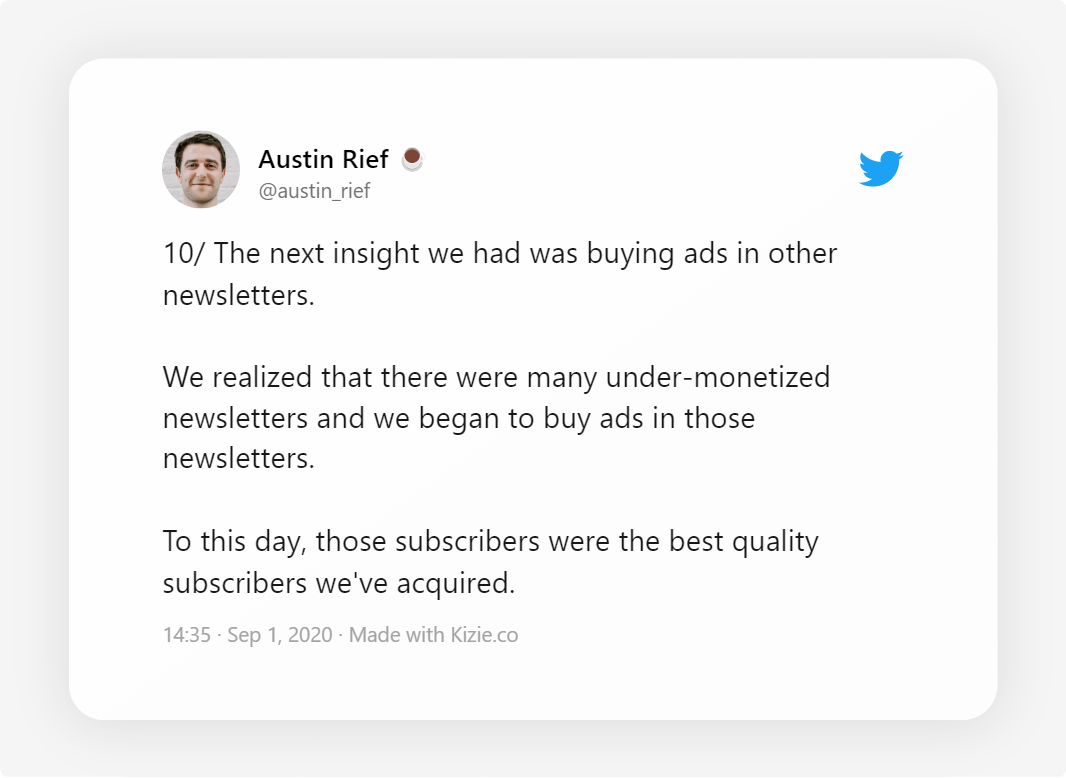 Austin Rief ☕
@austin_rief
10/ The next insight we had was buying ads in other
newsletters.
We realized that there were many under-monetized
newsletters and we began to buy ads in those
newsletters.
To this day, those subscribers were the best quality
subscribers we've acquired.
14:35 · Sep 1, 2020 · Made with Kizie.co